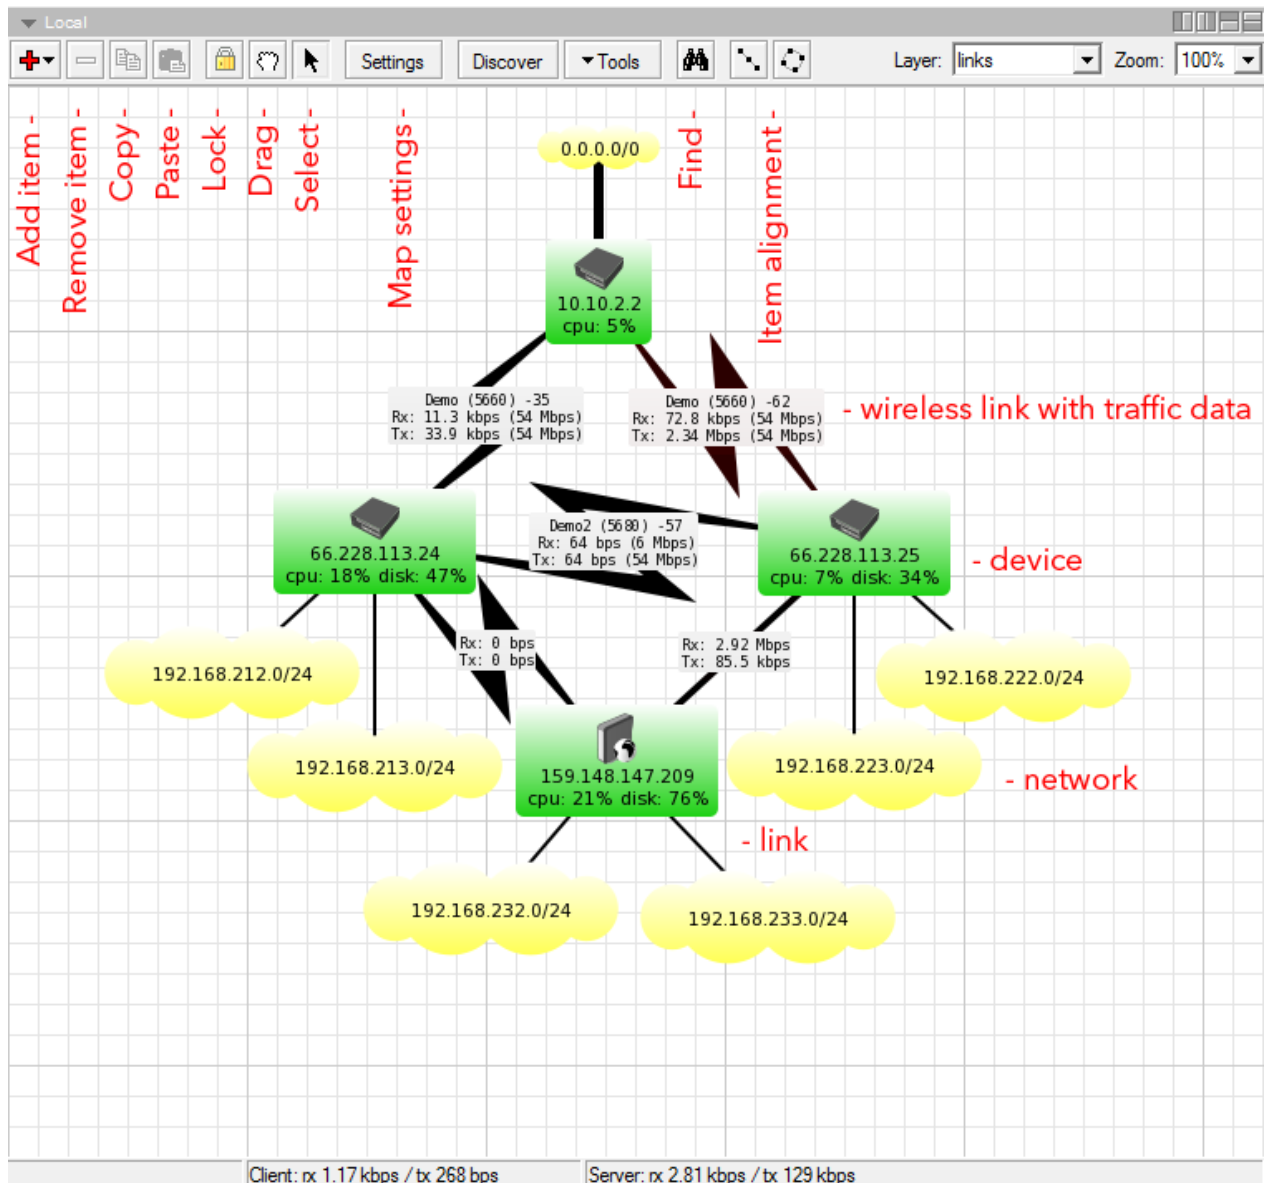 Local
Settings
Discover
Tools
Layer:
links
Zoom:
100%
Add item -
Remove item -
Copy -
Paste -
Lock -
Drag -
Select -
Map settings -
Find -
Item alignment -
0.0.0.0/0
10.10.2.2
cpu: 5%
Demo (5660) -35
Rx: 11.3 kbps (54 Mbps)
Tx: 33.9 kbps (54 Mbps)
Demo (5660) -62
Rx: 72.8 kbps (54 Mbps)
Tx: 2.34 Mbps (54 Mbps)
- wireless link with traffic data
Demo2 (5680) -57
Rx: 64 bps (6 Mbps)
Tx: 64 bps (54 Mbps)
66.228.113.24
cpu: 18% disk: 47%
66.228.113.25
cpu: 7% disk: 34%
- device
Rx: 0 bps
Tx: 0 bps
Rx: 2.92 Mbps
Tx: 85.5 kbps
192.168.212.0/24
192.168.222.0/24
192.168.213.0/24
159.148.147.209
cpu: 21% disk: 76%
192.168.223.0/24
- network
- link
192.168.232.0/24
192.168.233.0/24
Client: rx 1.17 kbps / tx 268 bps
Server: rx 2.81 kbps / tx 129 kbps